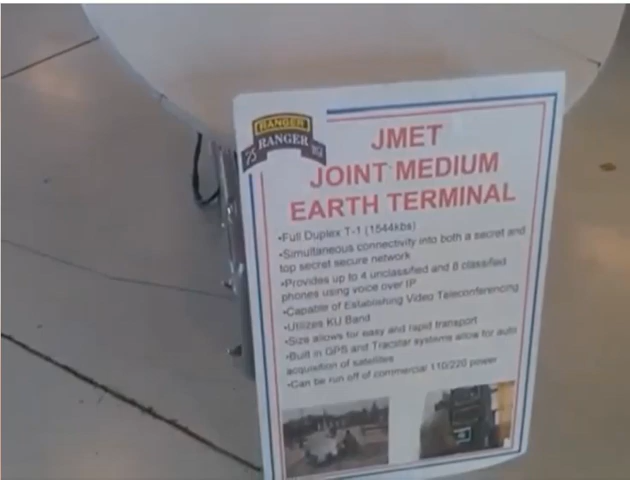 RANGER
75 RANGER RGT
JMET
JOINT MEDIUM
EARTH TERMINAL
•Full Duplex T-1 (1544kbs)
•Simultaneous connectivity into both a secret and
top secret secure network
•Provides up to 4 unclassified and 8 classified
phones using voice over IP
•Capable of Establishing Video Teleconferencing
•Utilizes KU Band
•Size allows for easy and rapid transport
•Built in GPS and Tracstar systems allow for auto
acquisition of satellites
•Can be run off of commercial 110/220 power